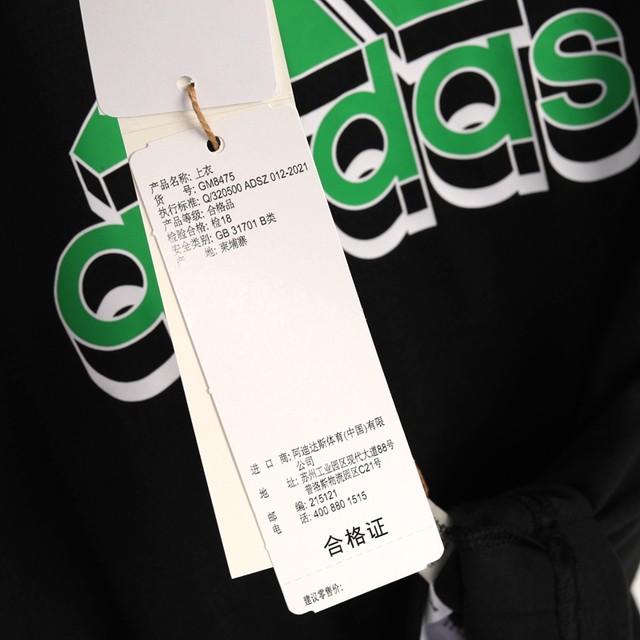 adidas
产品名称: 上衣
货 号: GM8475
执行标准: Q/320500 ADSZ 012-2021
产品等级: 合格品
检验合格: 检18
安全类别: GB 31701 B类
产 地: 柬埔寨
进 口 商: 阿迪达斯体育(中国)有限
公司
地 址: 苏州工业园区现代大道88号
普洛斯物流园区C21号
邮 编: 215121
电 话: 400 880 1515
合格证
建议零售价: